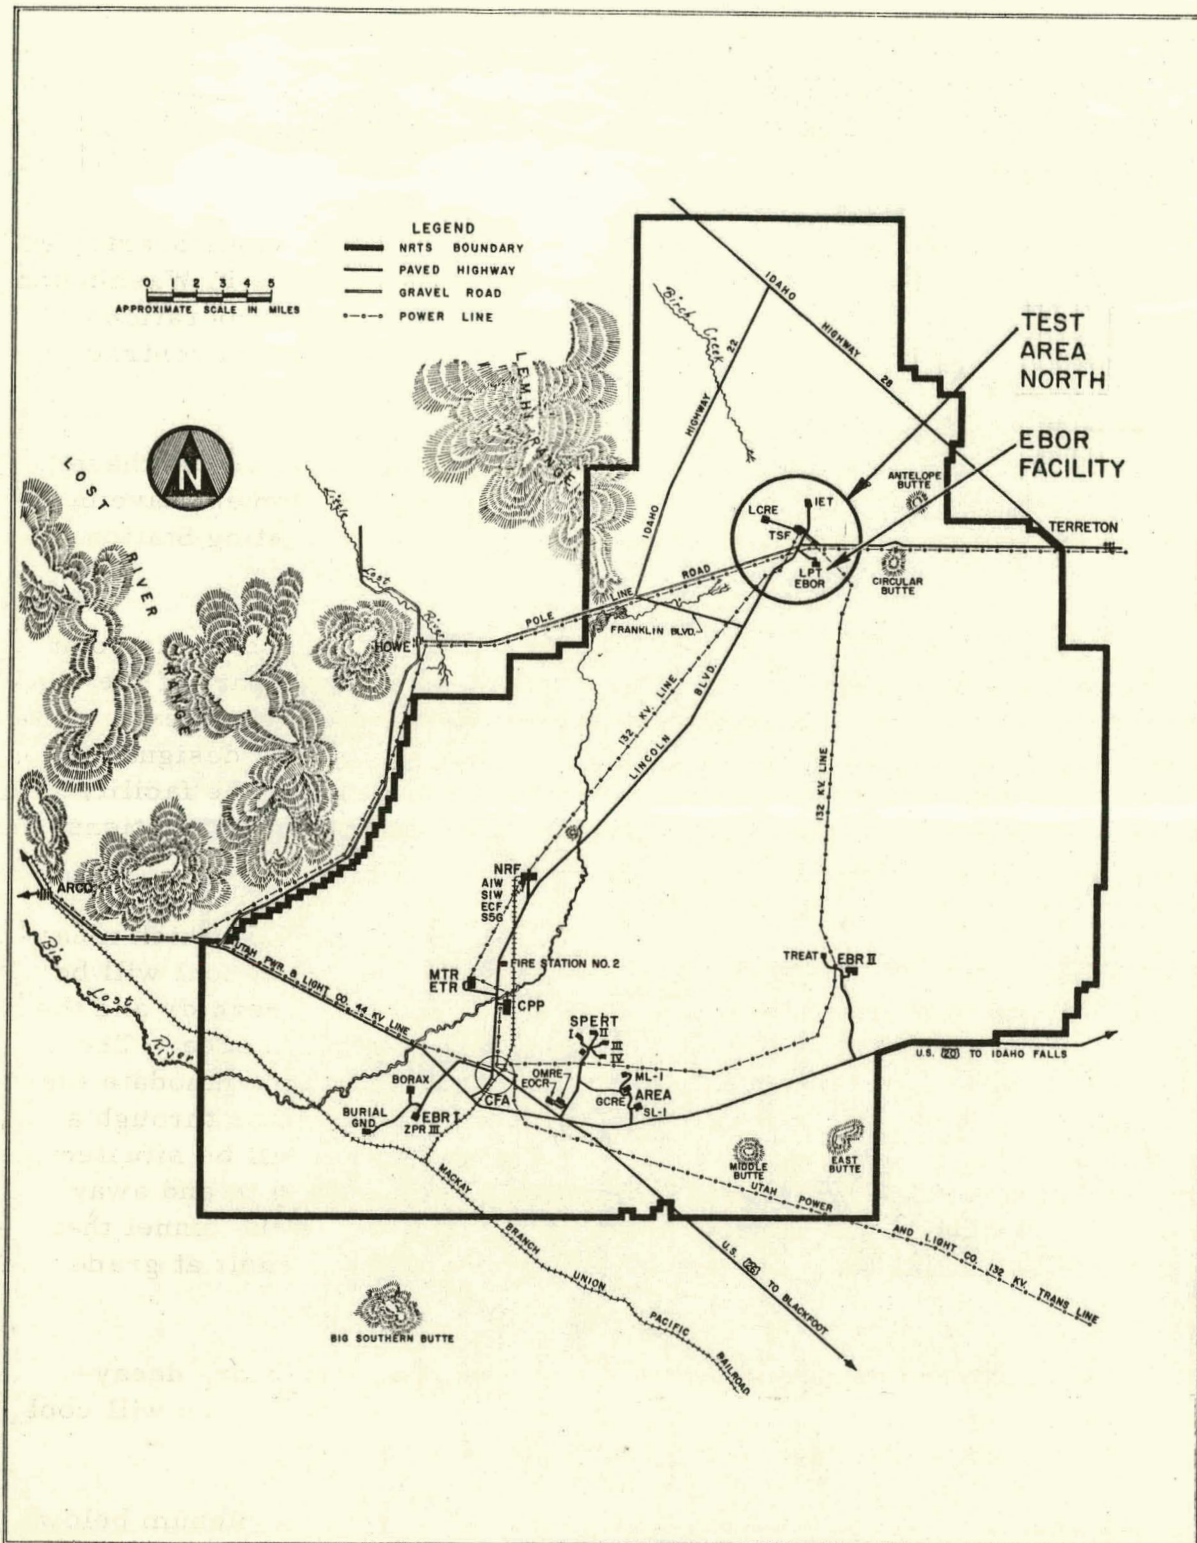 LEGEND
NRTS BOUNDARY
PAVED HIGHWAY
GRAVEL ROAD
POWER LINE
0 1 2 3 4 5
APPROXIMATE SCALE IN MILES
N
LOST RIVER RANGE
LEMHI RANGE
Birch Creek
IDAHO HIGHWAY 28
IDAHO HIGHWAY 22
TEST
AREA
NORTH
EBOR
FACILITY
ANTELOPE
BUTTE
TERRETON
LCRE
IET
TSF
LPT
EBOR
CIRCULAR
BUTTE
Little Lost River
HOWE
POLE LINE ROAD
FRANKLIN BLVD.
132 KV. LINE
LINCOLN BLVD.
132 KV. LINE
ARCO
NRF
A1W
S1W
ECF
S5G
FIRE STATION NO. 2
MTR
ETR
CPP
TREAT
EBR II
UTAH PWR. & LIGHT CO. 44 KV LINE
Big Lost River
SPERT
I
II
III
IV
U.S. 20 TO IDAHO FALLS
CFA
OMRE
EOCR
ML-1
GCRE
AREA
SL-1
BORAX
BURIAL
GND.
EBR I
ZPR III
MIDDLE
BUTTE
EAST
BUTTE
MACKAY BRANCH UNION PACIFIC RAILROAD
UTAH POWER AND LIGHT CO. 132 KV. TRANS LINE
U.S. 26 TO BLACKFOOT
BIG SOUTHERN BUTTE